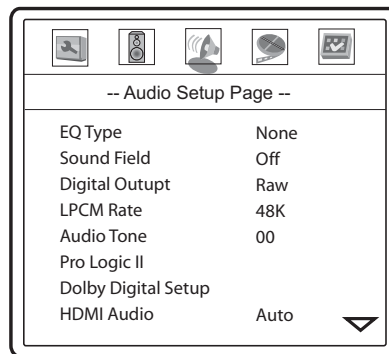 -- Audio Setup Page --
EQ Type None
Sound Field Off
Digital Outupt Raw
LPCM Rate 48K
Audio Tone 00
Pro Logic II
Dolby Digital Setup
HDMI Audio Auto